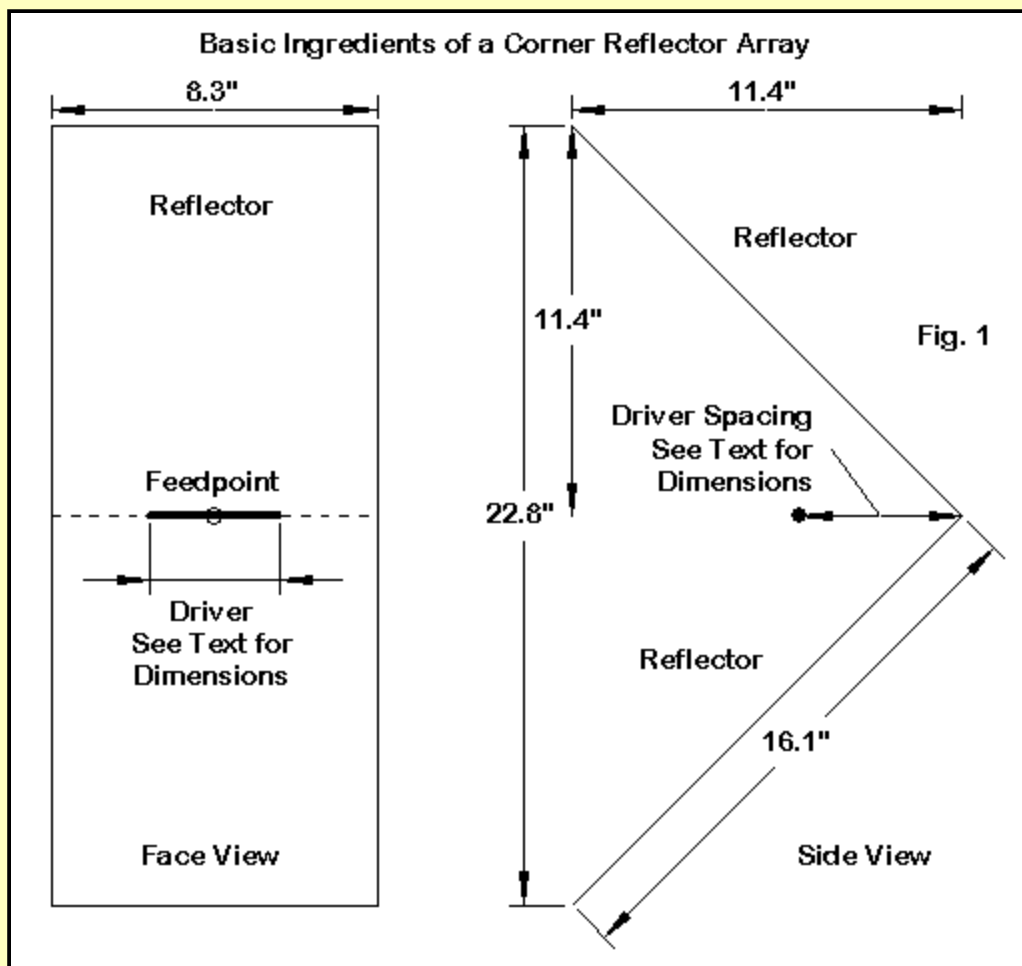 Basic Ingredients of a Corner Reflector Array
8.3"
11.4"
Reflector
Reflector
11.4"
Fig. 1
Driver Spacing
See Text for
Dimensions
Feedpoint
22.8"
Driver
See Text for
Dimensions
Reflector
16.1"
Face View
Side View